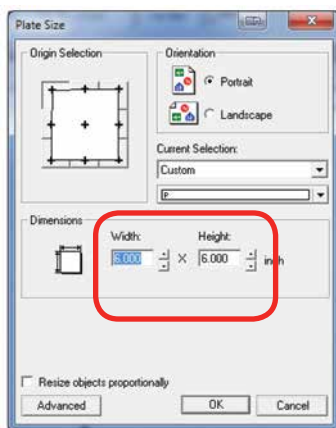 Plate Size
Origin Selection
Orientation
Portrait
Landscape
Current Selection:
Custom
P
Dimensions
Width:
Height:
6.000 X 6.000 inch
Resize objects proportionally
Advanced
OK
Cancel